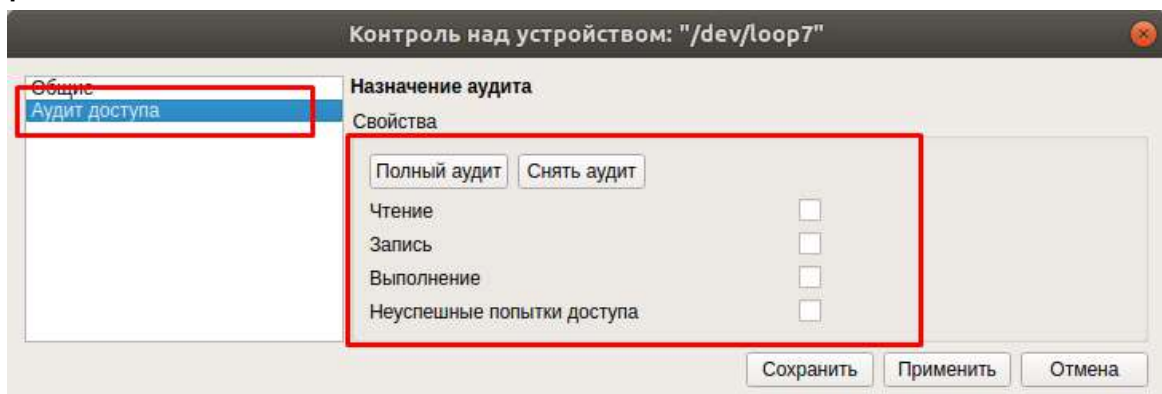 Контроль над устройством: "/dev/loop7"
Общие
Аудит доступа
Назначение аудита
Свойства
Полный аудит Снять аудит
Чтение
Запись
Выполнение
Неуспешные попытки доступа
Сохранить Применить Отмена